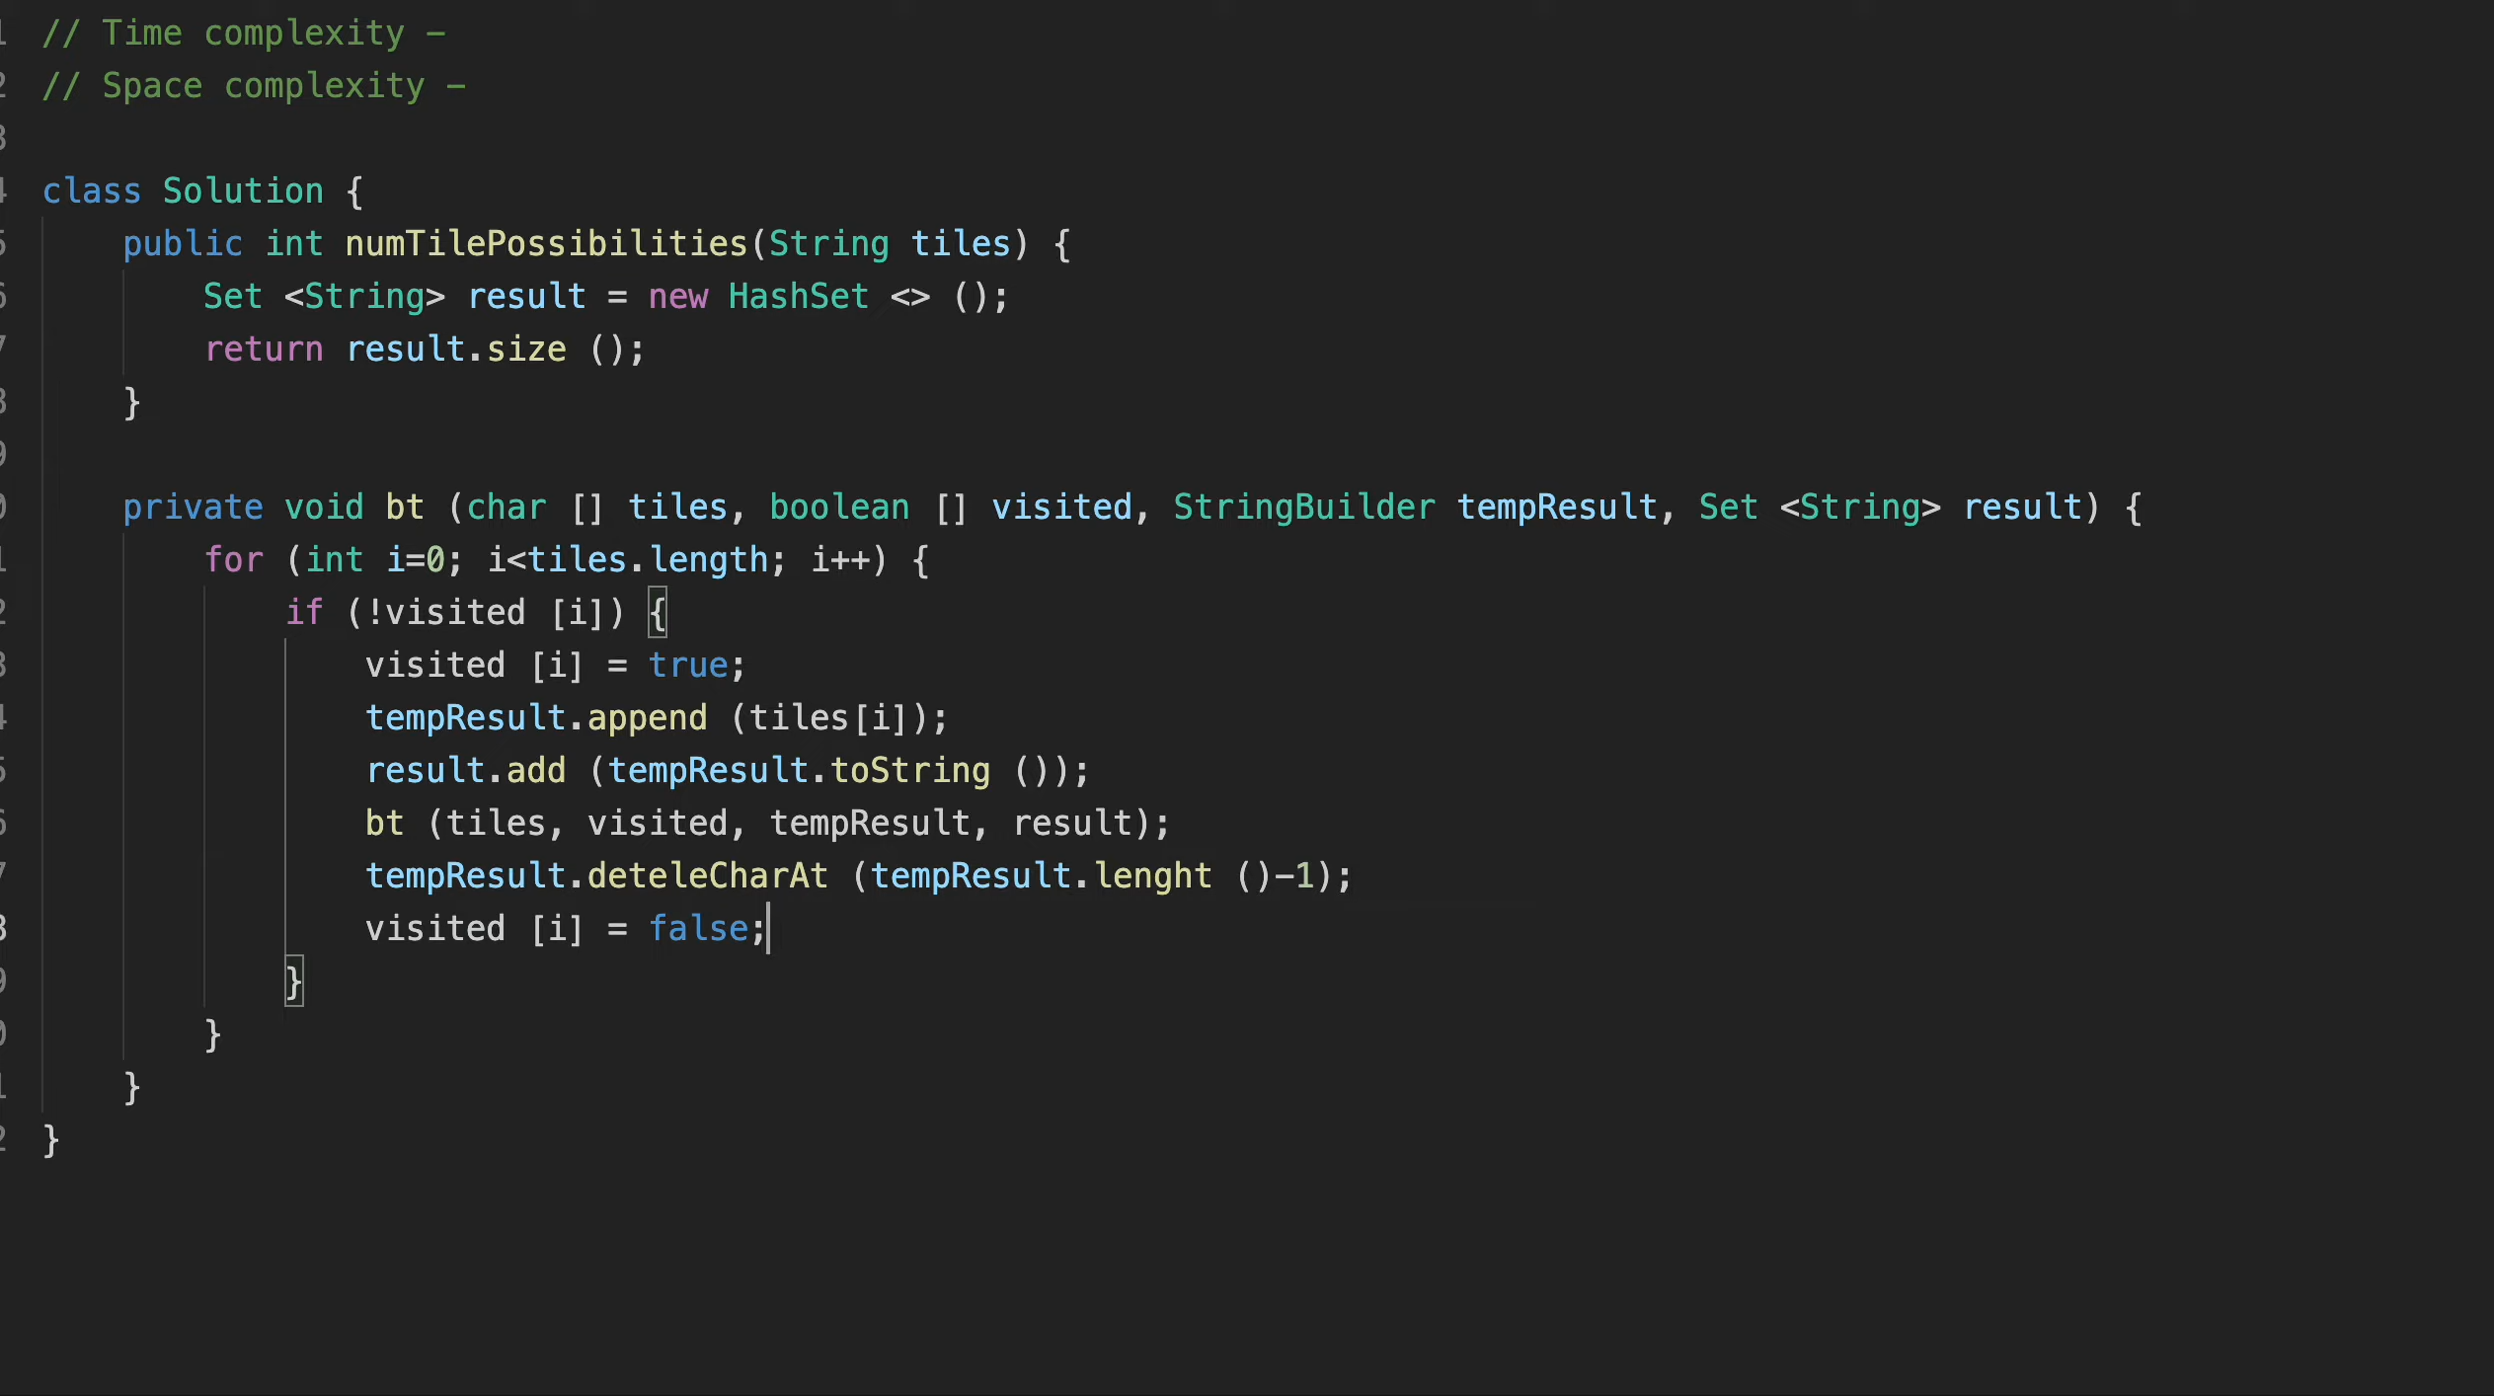 // Time complexity –
// Space complexity –
class Solution {
public int numTilePossibilities(String tiles) {
Set <String> result = new HashSet <> ();
return result.size ();
}
private void bt (char [] tiles, boolean [] visited, StringBuilder tempResult, Set <String> result) {
for (int i=0; i<tiles.length; i++) {
if (!visited [i]) {
visited [i] = true;
tempResult.append (tiles[i]);
result.add (tempResult.toString ());
bt (tiles, visited, tempResult, result);
tempResult.deteleCharAt (tempResult.lenght ()-1);
visited [i] = false;
}
}
}
}